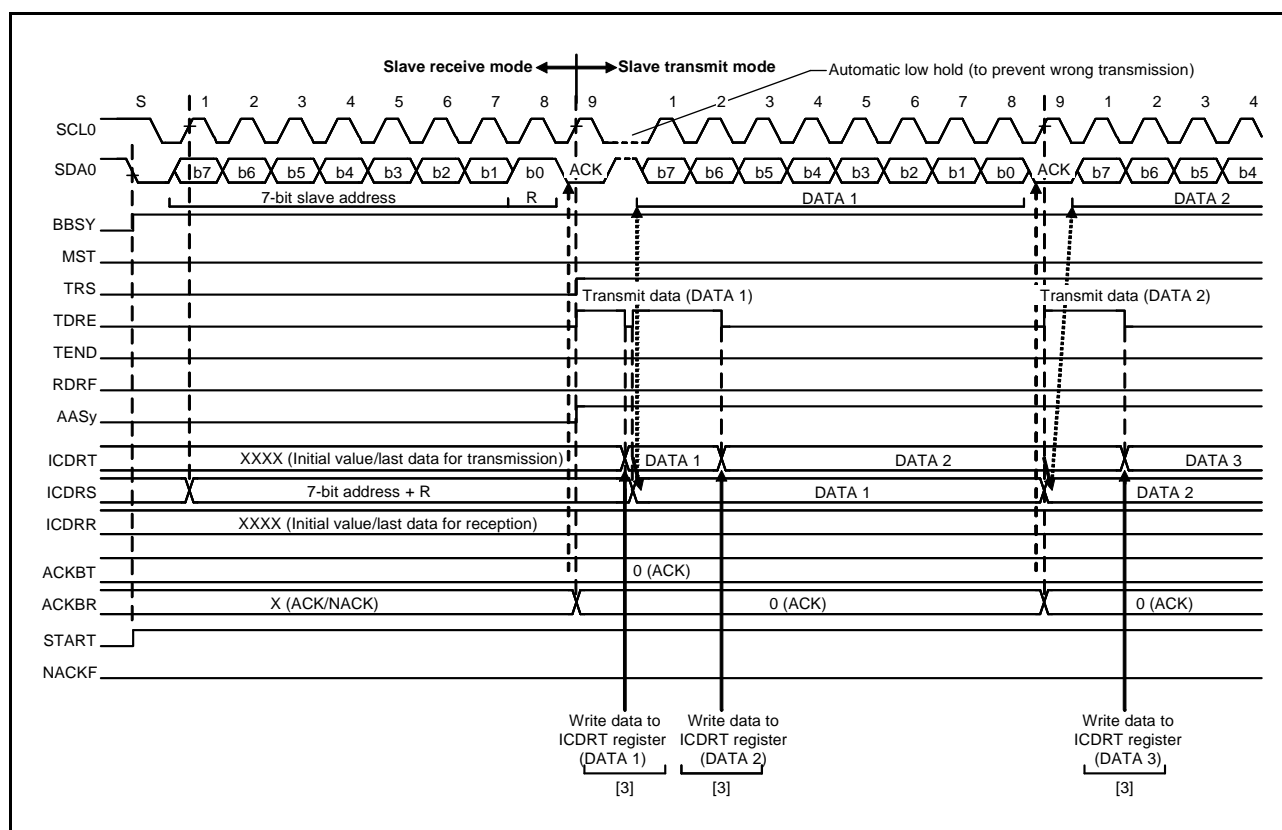 Slave receive mode Slave transmit mode
Automatic low hold (to prevent wrong transmission)
S 1 2 3 4 5 6 7 8 9 1 2 3 4 5 6 7 8 9 1 2 3 4
SCL0
SDA0 b7 b6 b5 b4 b3 b2 b1 b0 ACK b7 b6 b5 b4 b3 b2 b1 b0 ACK b7 b6 b5 b4
7-bit slave address R DATA 1 DATA 2
BBSY
MST
TRS
Transmit data (DATA 1) Transmit data (DATA 2)
TDRE
TEND
RDRF
AASy
ICDRT XXXX (Initial value/last data for transmission) DATA 1 DATA 2 DATA 3
ICDRS 7-bit address + R DATA 1 DATA 2
ICDRR XXXX (Initial value/last data for reception)
ACKBT 0 (ACK)
ACKBR X (ACK/NACK) 0 (ACK) 0 (ACK)
START
NACKF
Write data to Write data to Write data to
ICDRT register ICDRT register ICDRT register
(DATA 1) (DATA 2) (DATA 3)
[3] [3] [3]